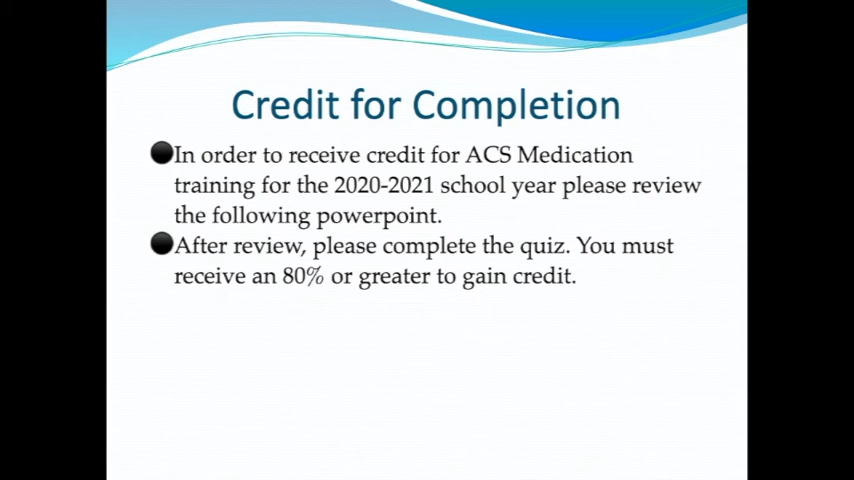 Credit for Completion
In order to receive credit for ACS Medication
training for the 2020-2021 school year please review
the following powerpoint.
After review, please complete the quiz. You must
receive an 80% or greater to gain credit.